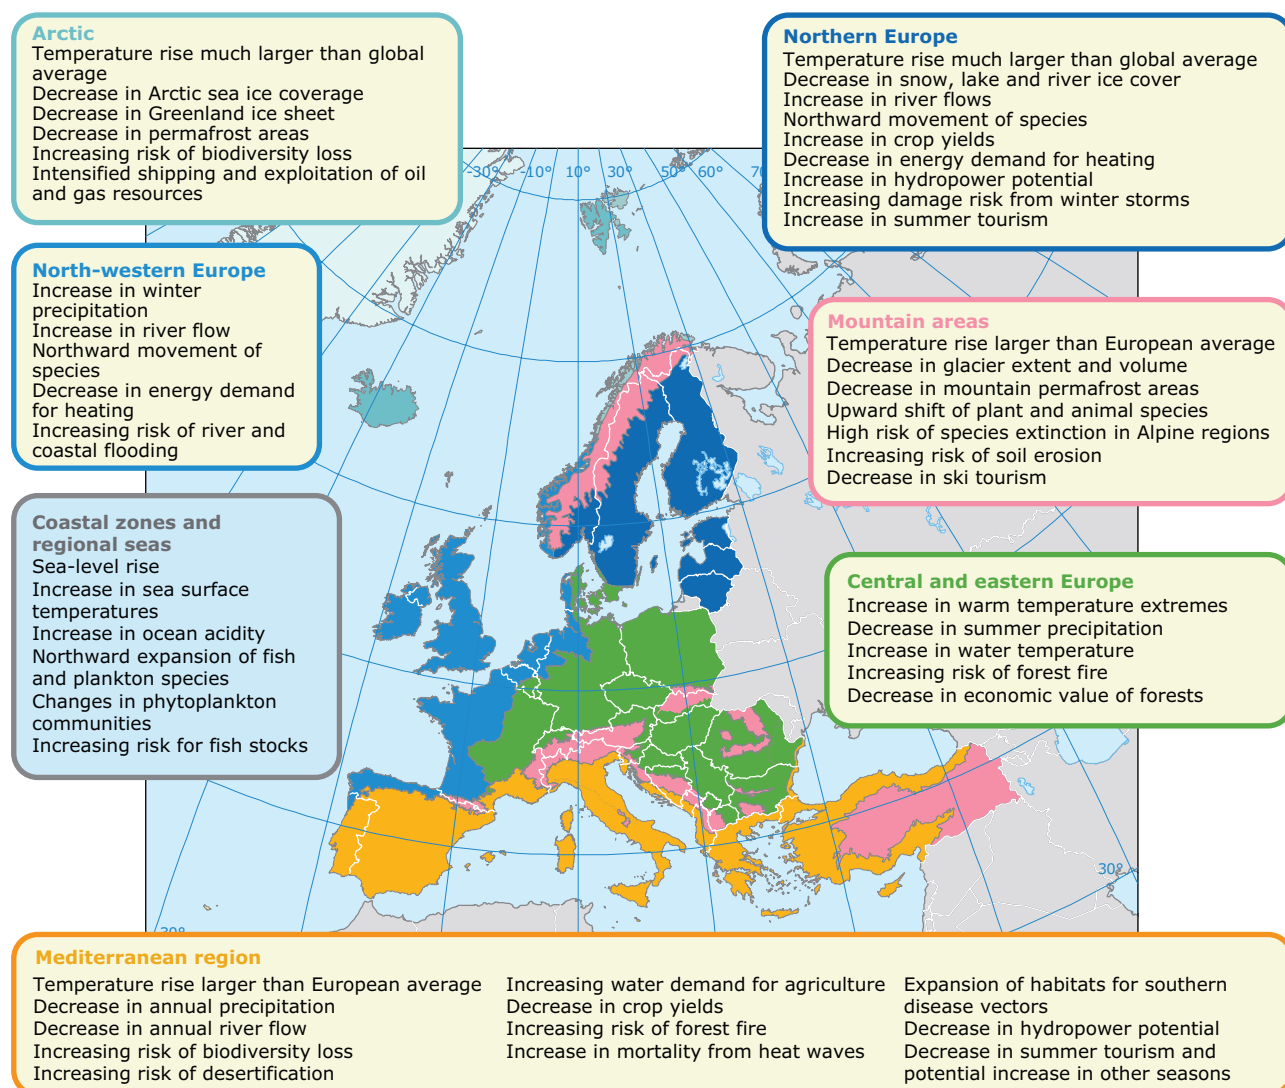 Arctic
Temperature rise much larger than global
average
Decrease in Arctic sea ice coverage
Decrease in Greenland ice sheet
Decrease in permafrost areas
Increasing risk of biodiversity loss
Intensified shipping and exploitation of oil
and gas resources
Northern Europe
Temperature rise much larger than global average
Decrease in snow, lake and river ice cover
Increase in river flows
Northward movement of species
Increase in crop yields
Decrease in energy demand for heating
Increase in hydropower potential
Increasing damage risk from winter storms
Increase in summer tourism
-30° -10° 10° 30° 50° 60°
North-western Europe
Increase in winter
precipitation
Increase in river flow
Northward movement of
species
Decrease in energy demand
for heating
Increasing risk of river and
coastal flooding
Mountain areas
Temperature rise larger than European average
Decrease in glacier extent and volume
Decrease in mountain permafrost areas
Upward shift of plant and animal species
High risk of species extinction in Alpine regions
Increasing risk of soil erosion
Decrease in ski tourism
Coastal zones and
regional seas
Sea-level rise
Increase in sea surface
temperatures
Increase in ocean acidity
Northward expansion of fish
and plankton species
Changes in phytoplankton
communities
Increasing risk for fish stocks
Central and eastern Europe
Increase in warm temperature extremes
Decrease in summer precipitation
Increase in water temperature
Increasing risk of forest fire
Decrease in economic value of forests
30°
Mediterranean region
Temperature rise larger than European average
Decrease in annual precipitation
Decrease in annual river flow
Increasing risk of biodiversity loss
Increasing risk of desertification
Increasing water demand for agriculture
Decrease in crop yields
Increasing risk of forest fire
Increase in mortality from heat waves
Expansion of habitats for southern
disease vectors
Decrease in hydropower potential
Decrease in summer tourism and
potential increase in other seasons